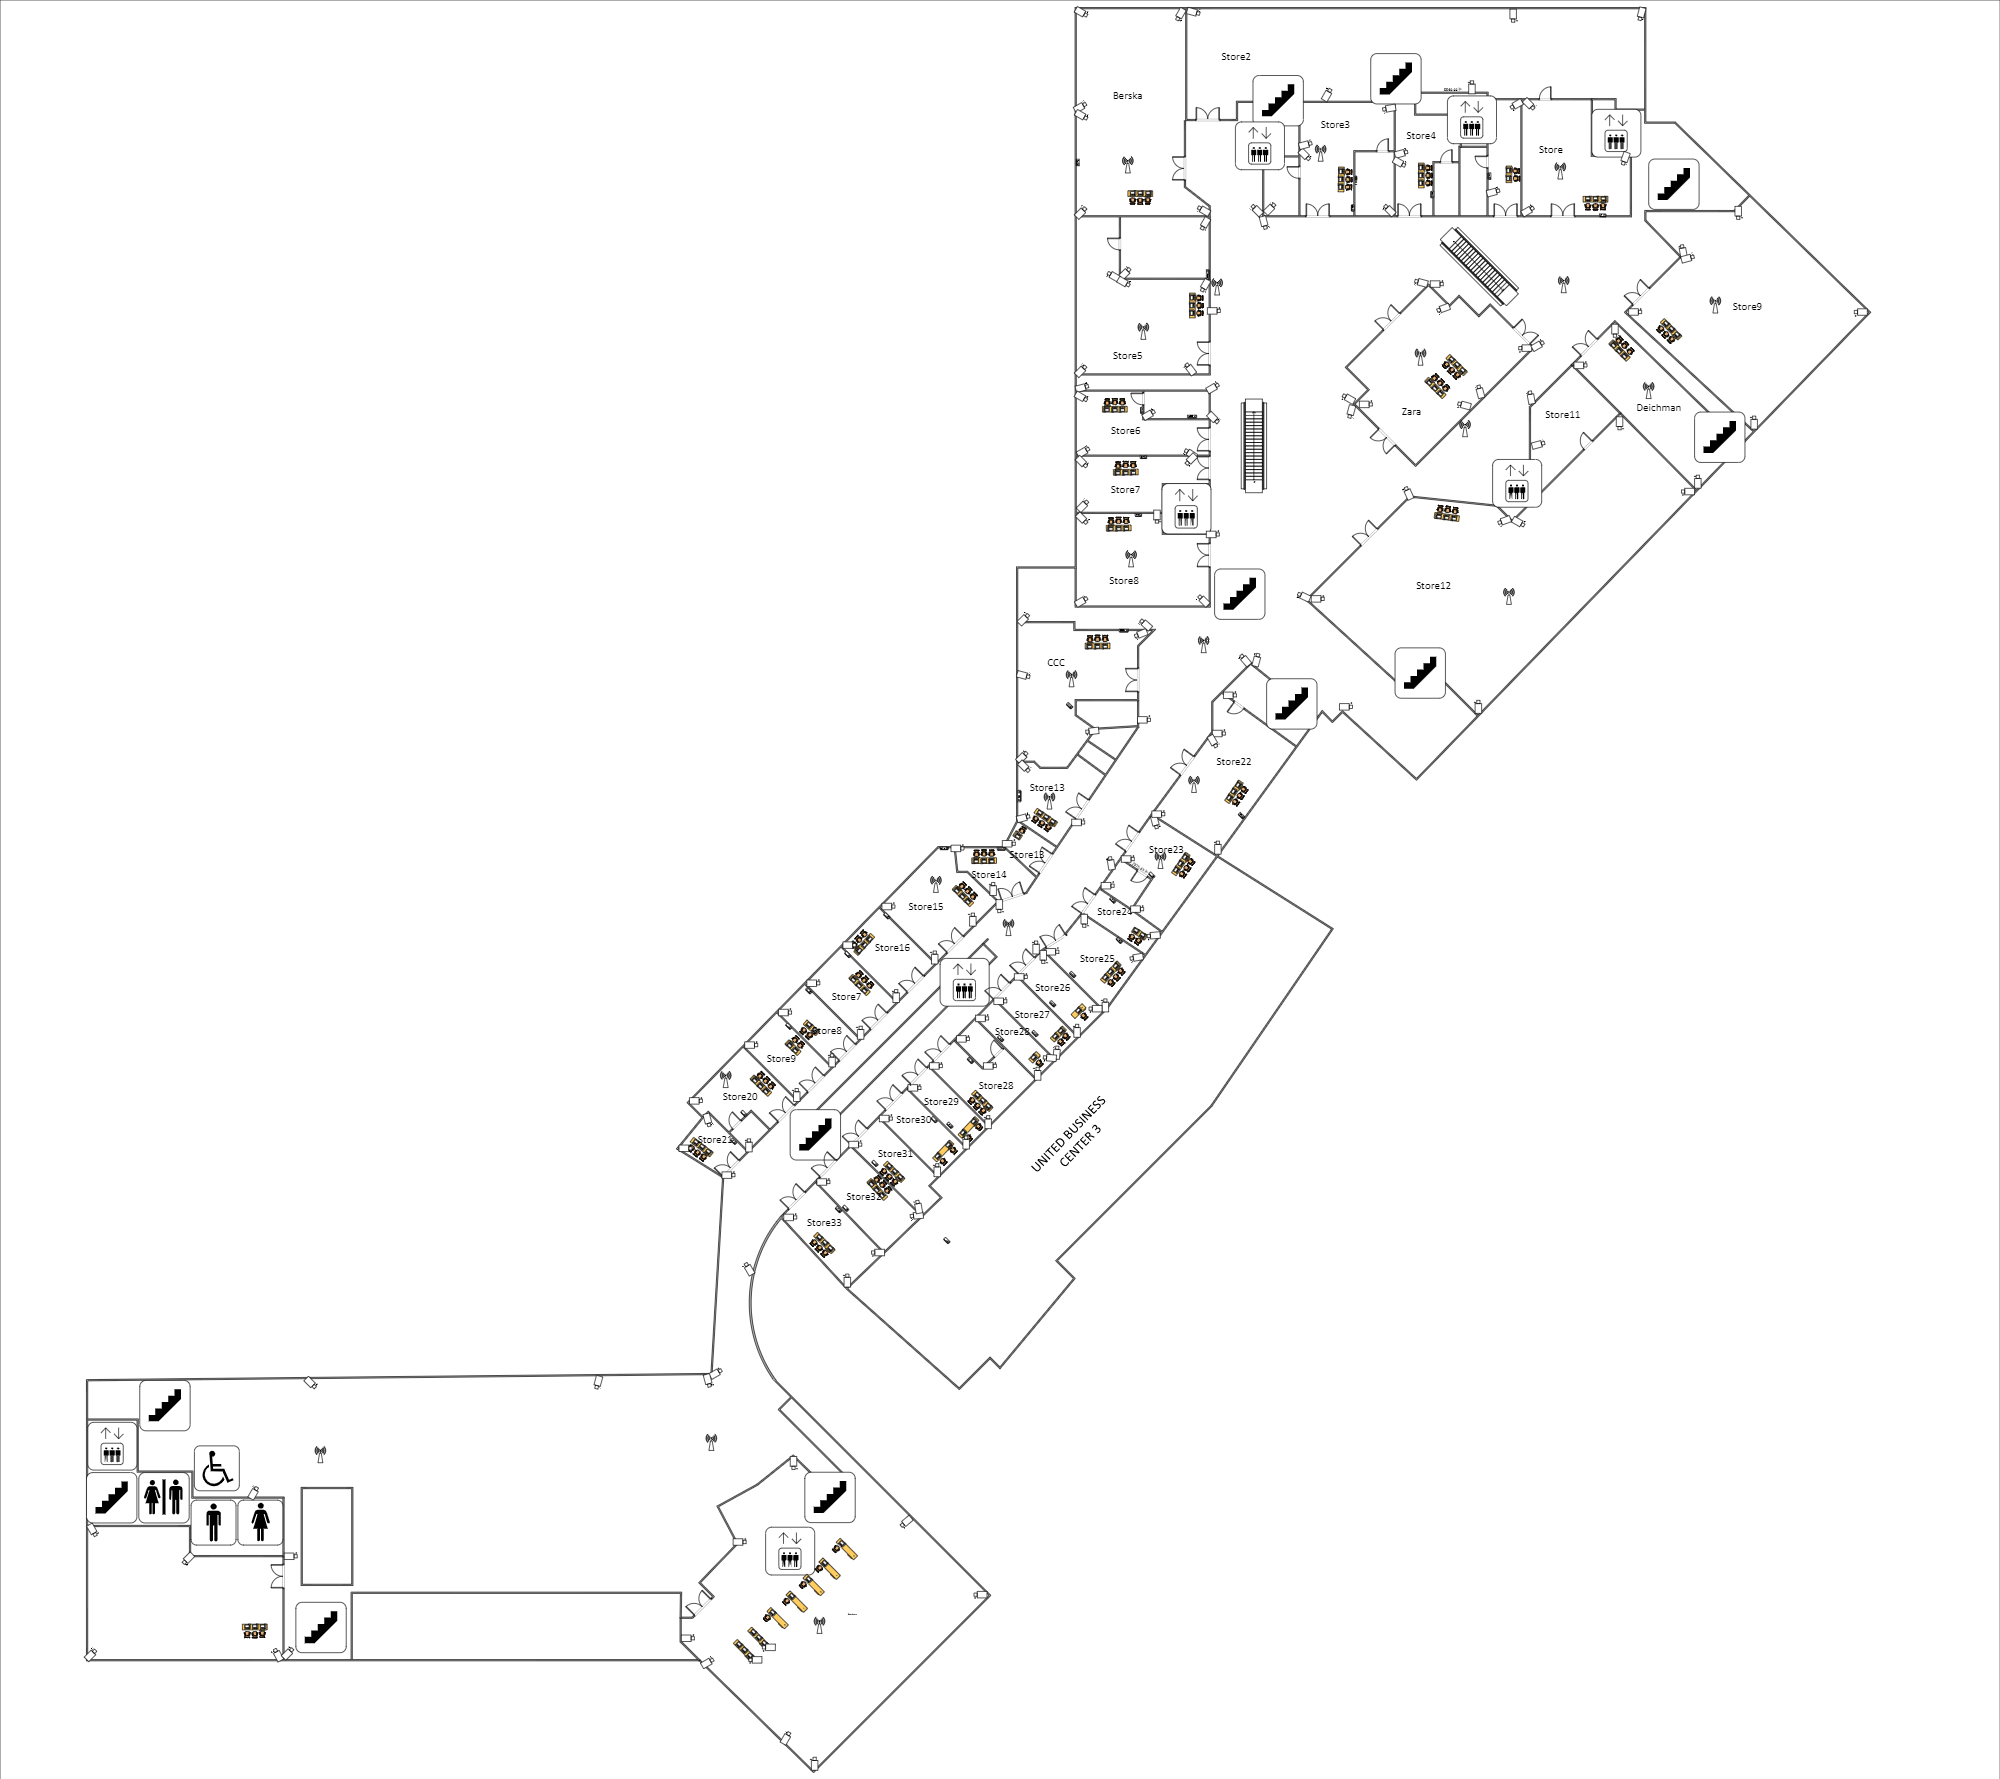 Store2
Berska
Store3
Store4
Store
Store5
Store9
Zara
Store11
Deichman
Store6
Store7
Store8
Store12
CCC
Store22
Store13
Store13
Store23
Store14
Store15
Store24
Store16
Store25
Store7
Store26
Store27
Store8
Store28
Store9
Store28
Store20
Store29
Store30
Store21
Store31
Store32
Store33
UNITED BUSINESS
CENTER 3